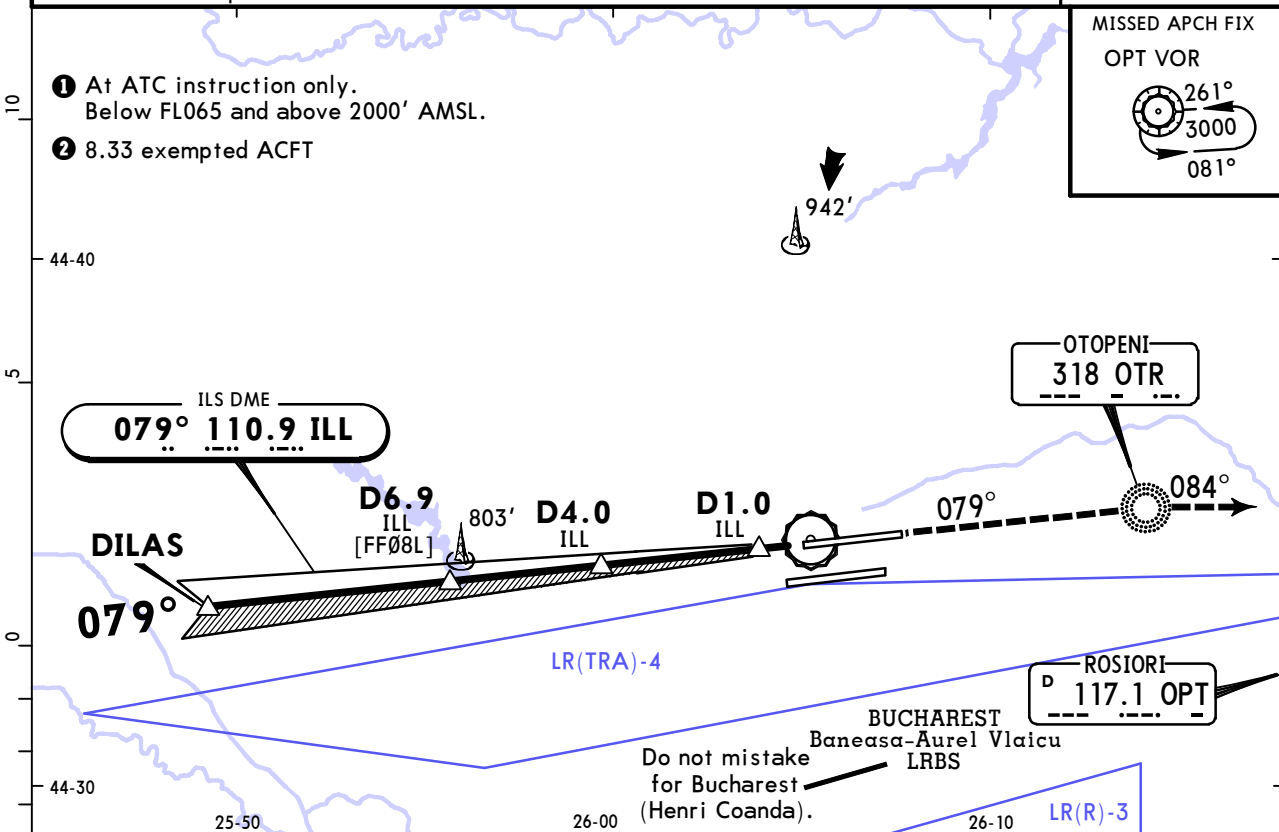 ❶ At ATC instruction only.
Below FL065 and above 2000' AMSL.
❷ 8.33 exempted ACFT
MISSED APCH FIX
OPT VOR
261°
3000
081°
942'
10
44-40
5
OTOPENI
318 OTR
ILS DME
079° 110.9 ILL
D6.9
ILL
[FFØ8L]
803'
D4.0
ILL
D1.0
ILL
079°
084°
DILAS
079°
0
LR(TRA)-4
ROSIORI
D 117.1 OPT
BUCHAREST
Baneasa-Aurel Vlaicu
LRBS
Do not mistake
for Bucharest
(Henri Coanda).
44-30
25-50
26-00
26-10
LR(R)-3